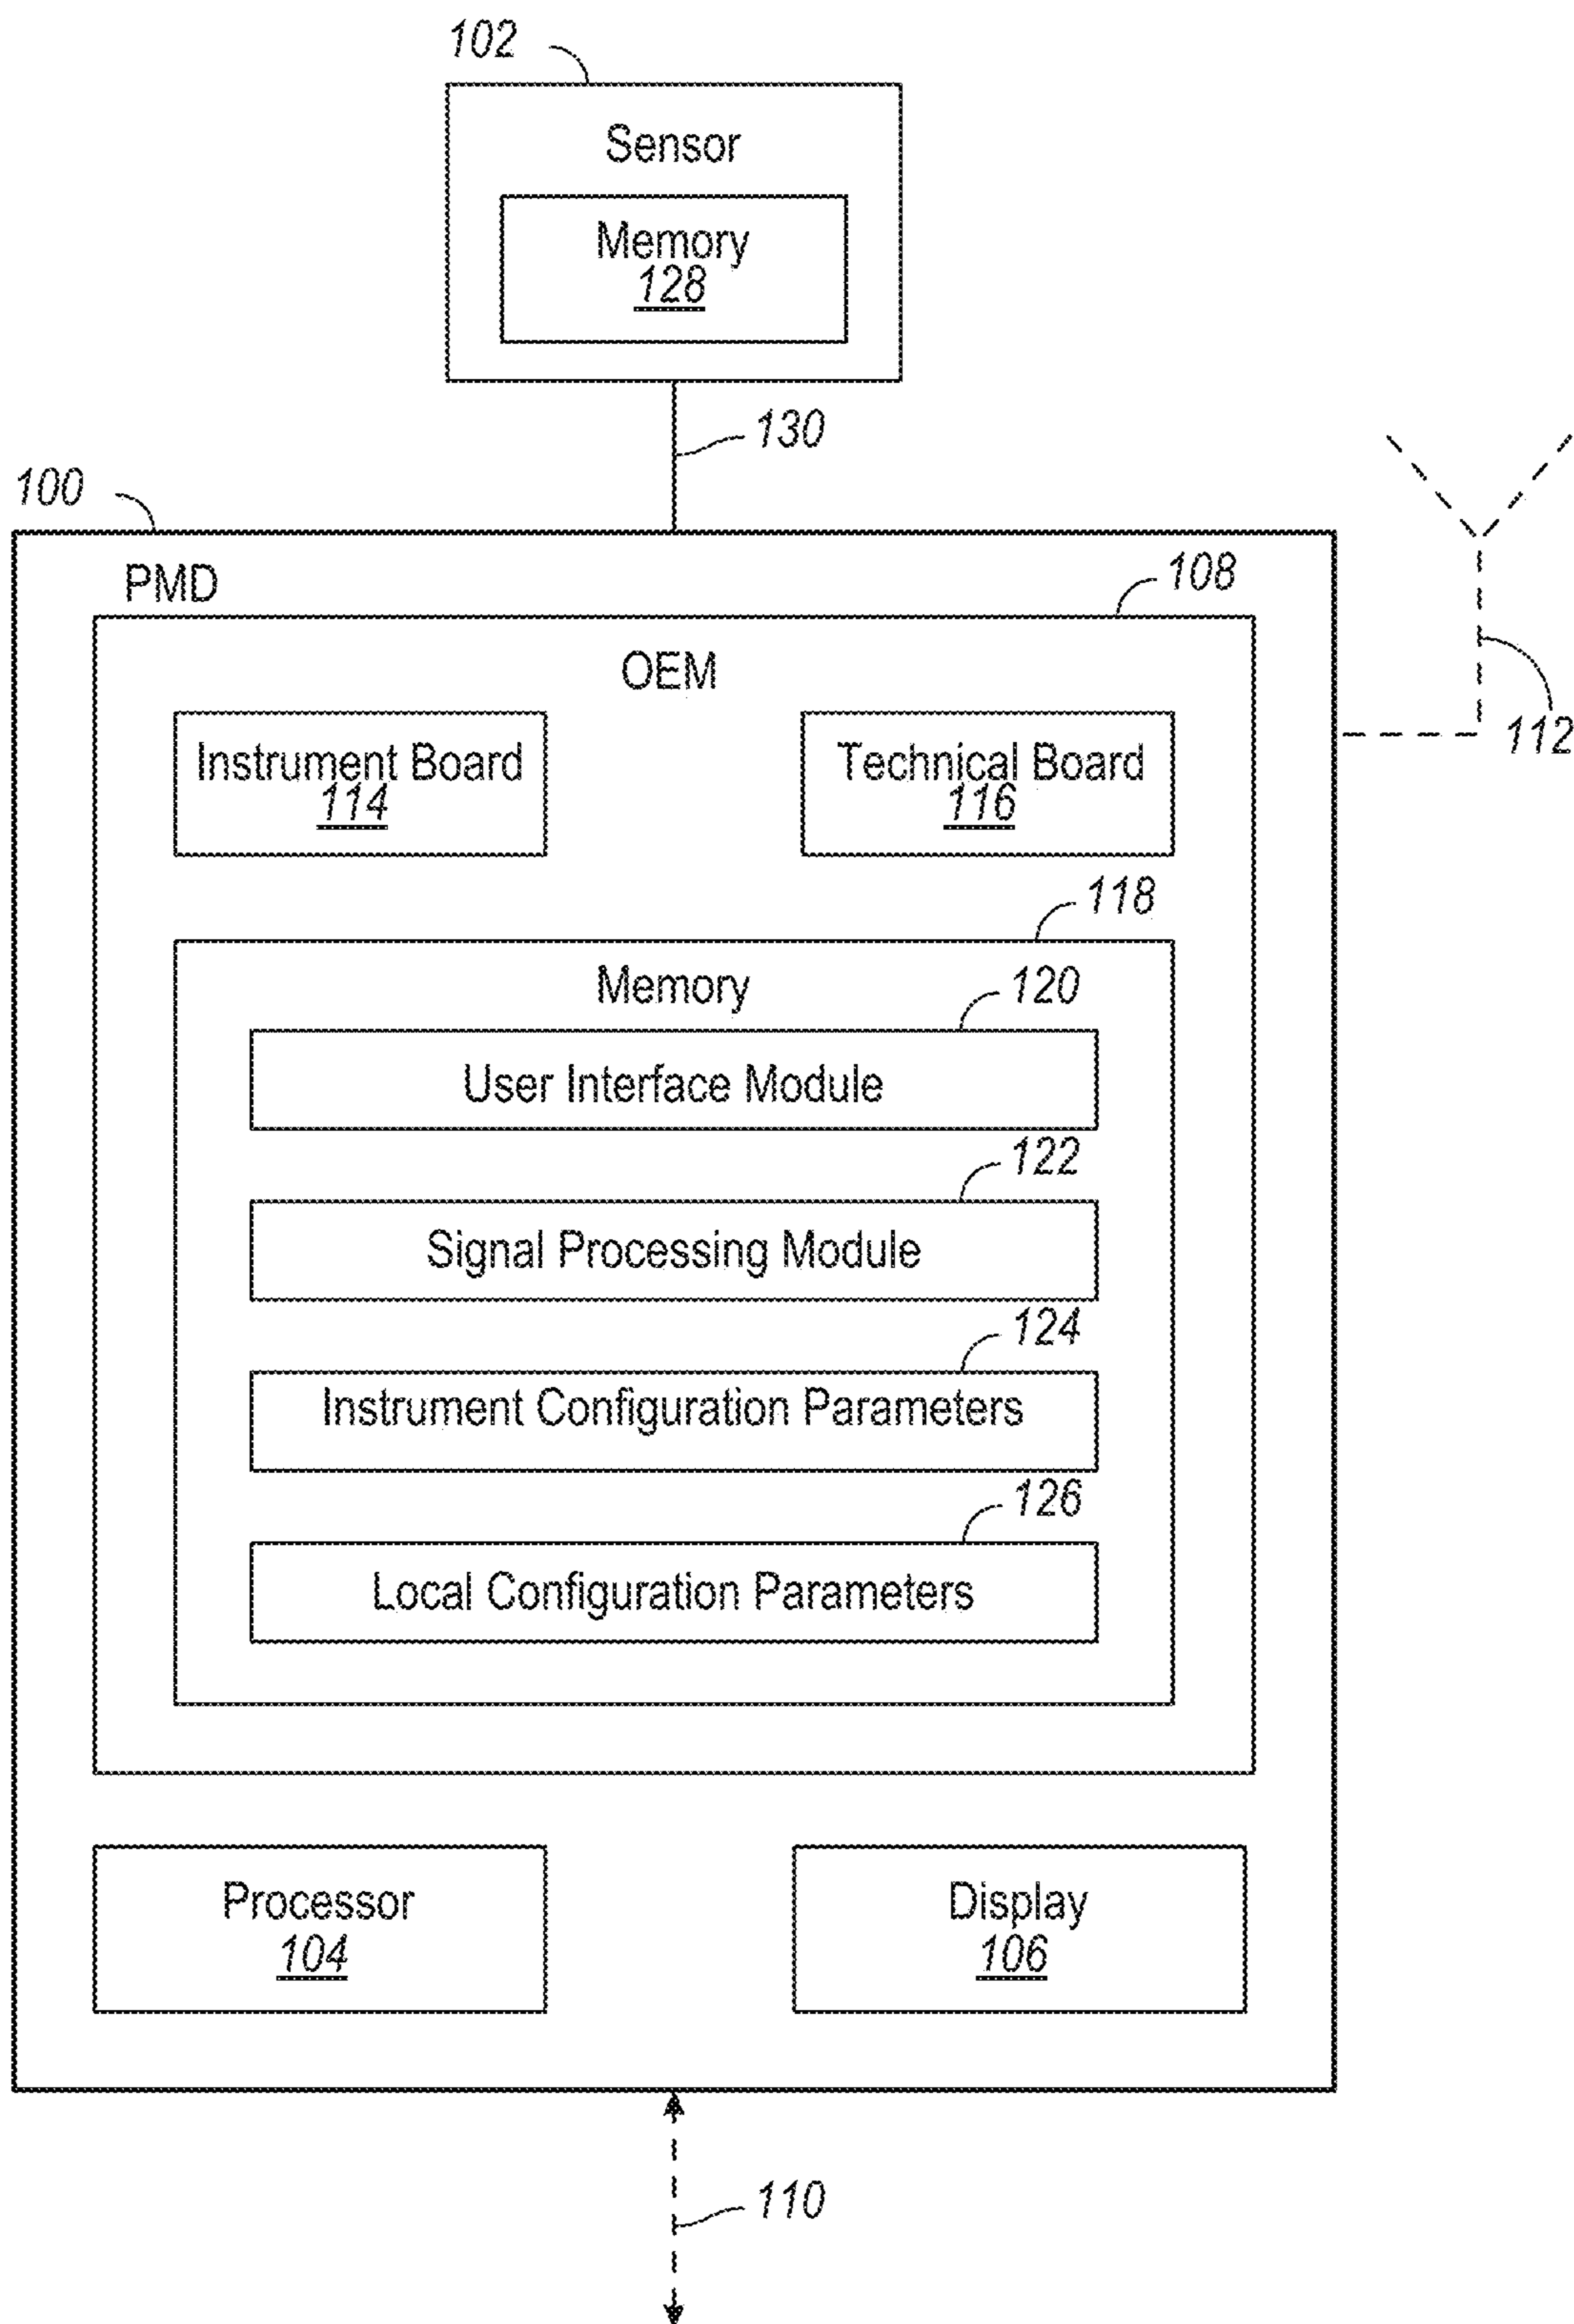 102
Sensor
Memory
128
130
100
PMD
108
OEM
Instrument Board
114
Technical Board
116
112
118
Memory
120
User Interface Module
122
Signal Processing Module
124
Instrument Configuration Parameters
126
Local Configuration Parameters
Processor
104
Display
106
110